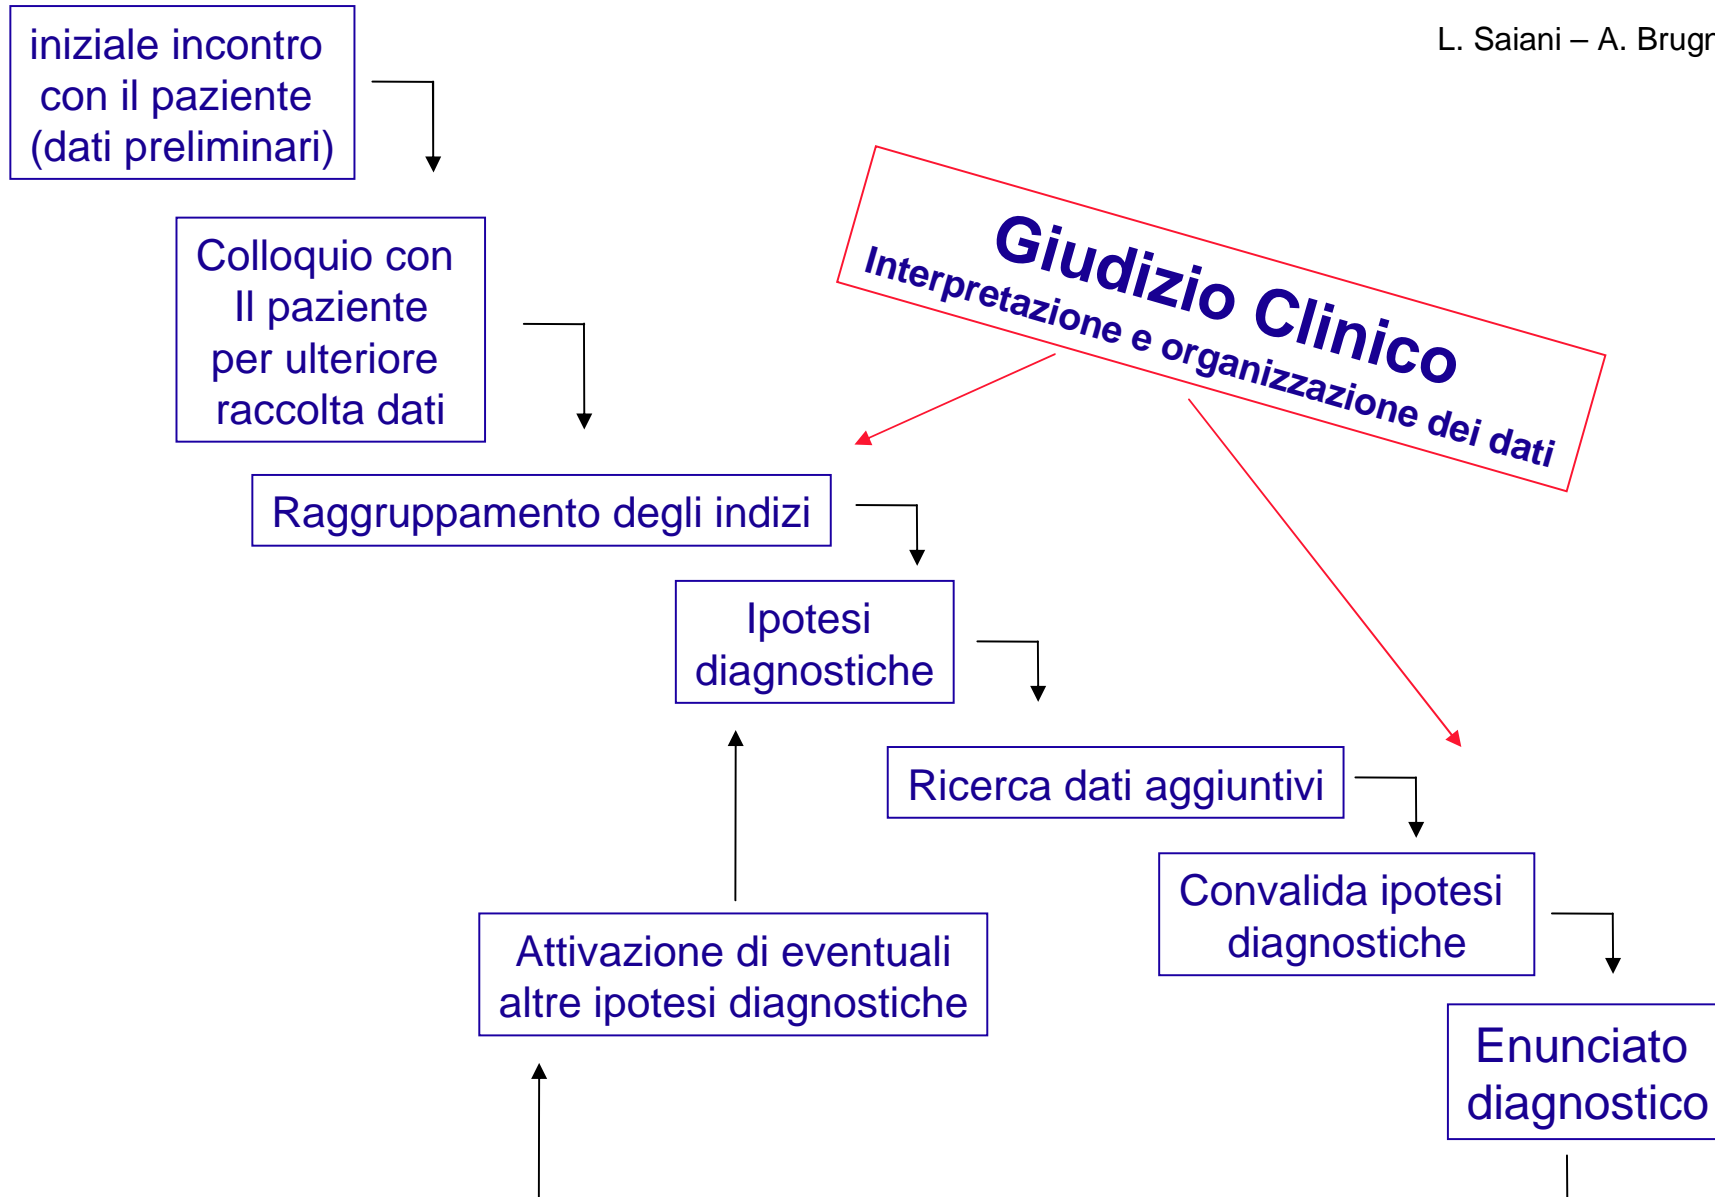 iniziale incontro
con il paziente
(dati preliminari)
L. Saiani – A. Brugn
Colloquio con
Il paziente
per ulteriore
raccolta dati
Giudizio Clinico
Interpretazione e organizzazione dei dati
Raggruppamento degli indizi
Ipotesi
diagnostiche
Ricerca dati aggiuntivi
Convalida ipotesi
diagnostiche
Attivazione di eventuali
altre ipotesi diagnostiche
Enunciato
diagnostico